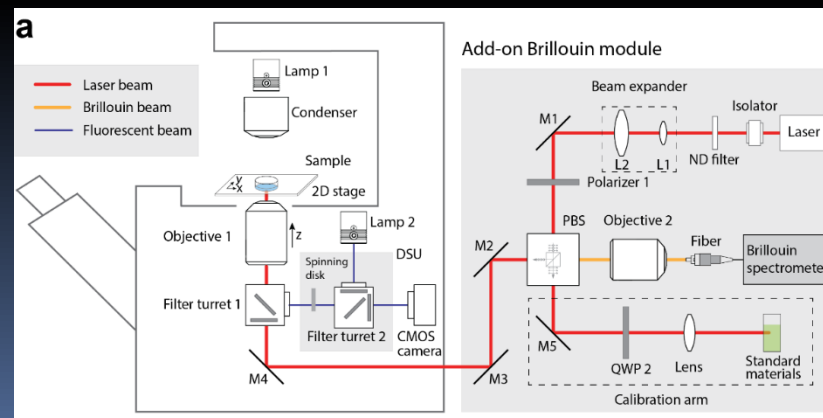 a
Add-on Brillouin module
Laser beam
Brillouin beam
Fluorescent beam
Lamp 1
Condenser
Sample
y
x
2D stage
Objective 1
z
Lamp 2
DSU
Spinning
disk
Filter turret 1
Filter turret 2
CMOS
camera
M4
M3
M2
Beam expander
M1
L2
L1
ND filter
Isolator
Laser
Polarizer 1
PBS
Objective 2
Fiber
Brillouin
spectrometer
M5
QWP 2
Lens
Standard
materials
Calibration arm